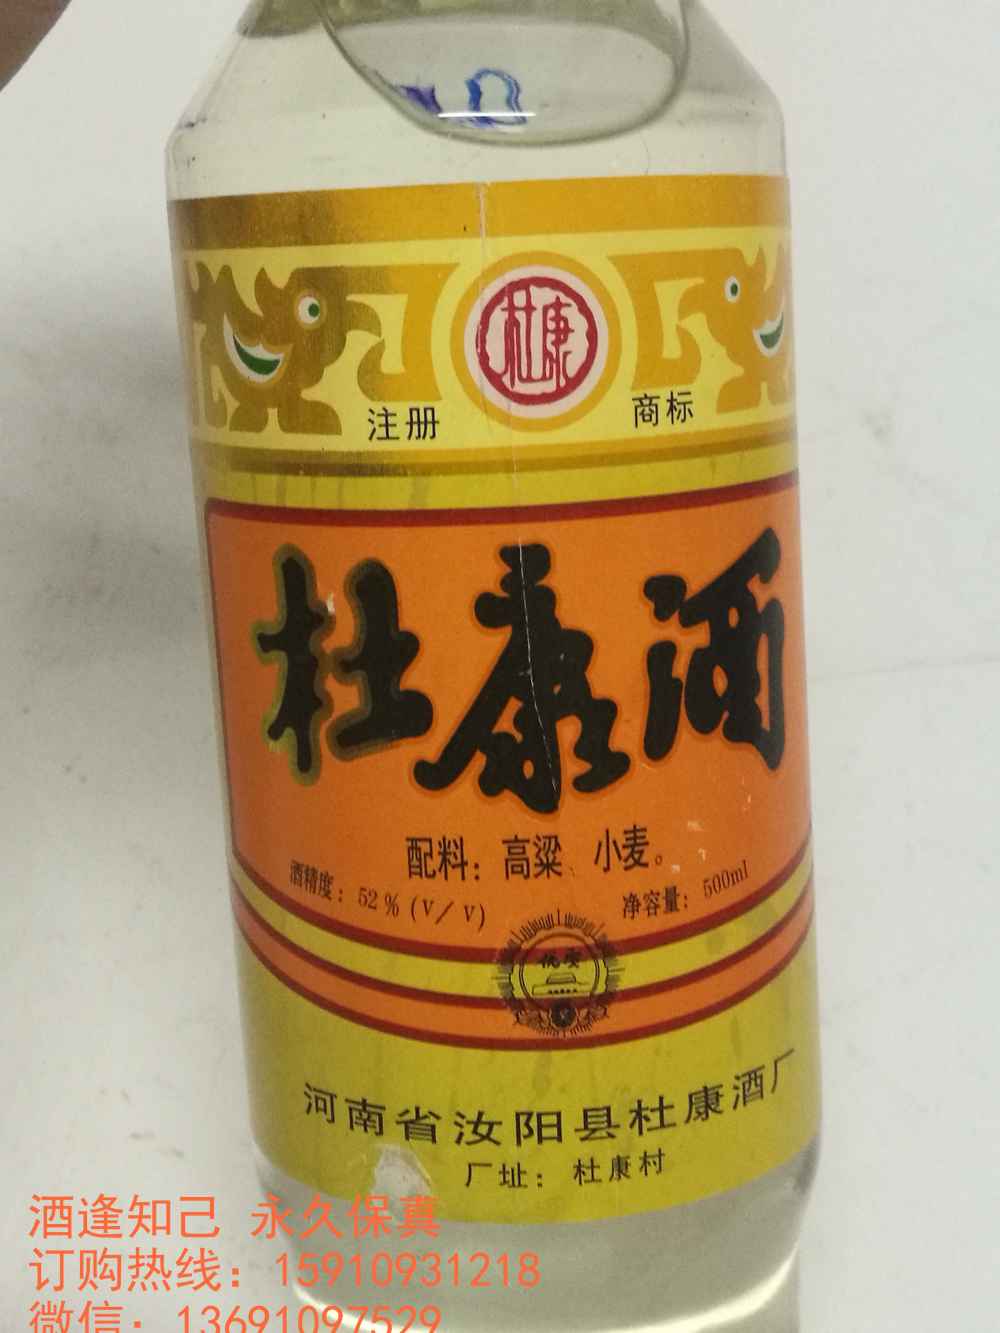 杜康
注册 商标
杜康酒
配料：高粱、小麦。
酒精度：52%(V/V) 净容量：500ml
河南省汝阳县杜康酒厂
厂址：杜康村
酒逢知己 永久保真
订购热线：15910931218
微信：13691097529